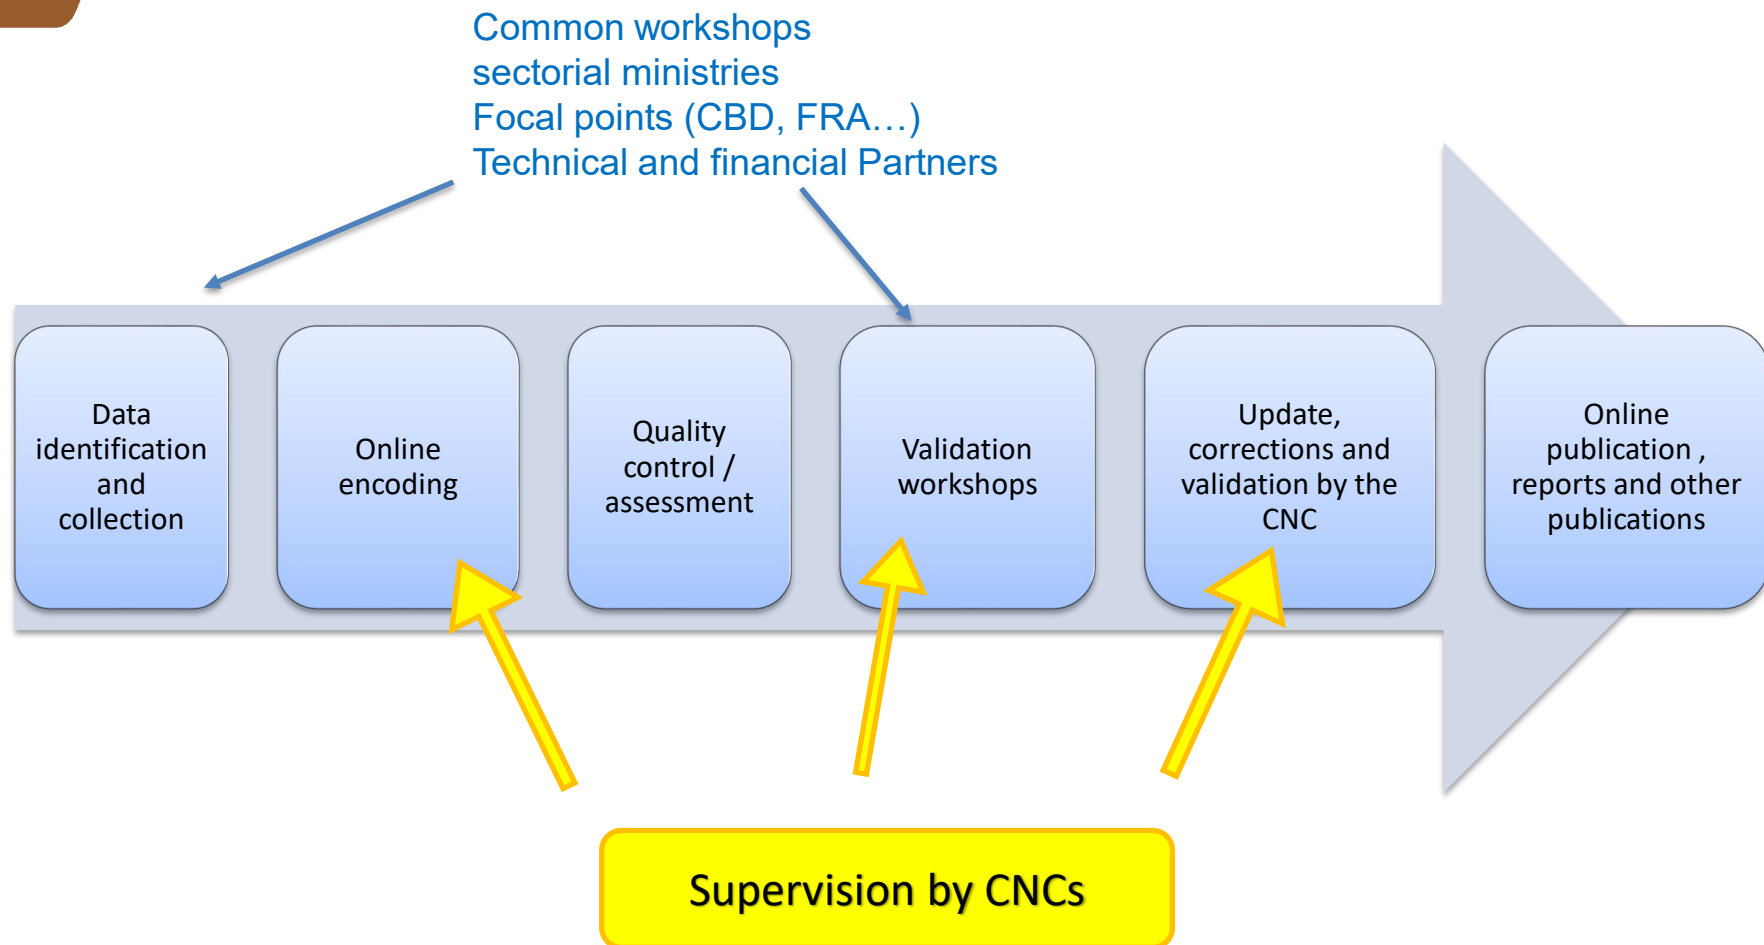 Common workshops
sectorial ministries
Focal points (CBD, FRA…)
Technical and financial Partners
Data
identification
and
collection
Online
encoding
Quality
control /
assessment
Validation
workshops
Update,
corrections and
validation by the
CNC
Online
publication ,
reports and other
publications
Supervision by CNCs